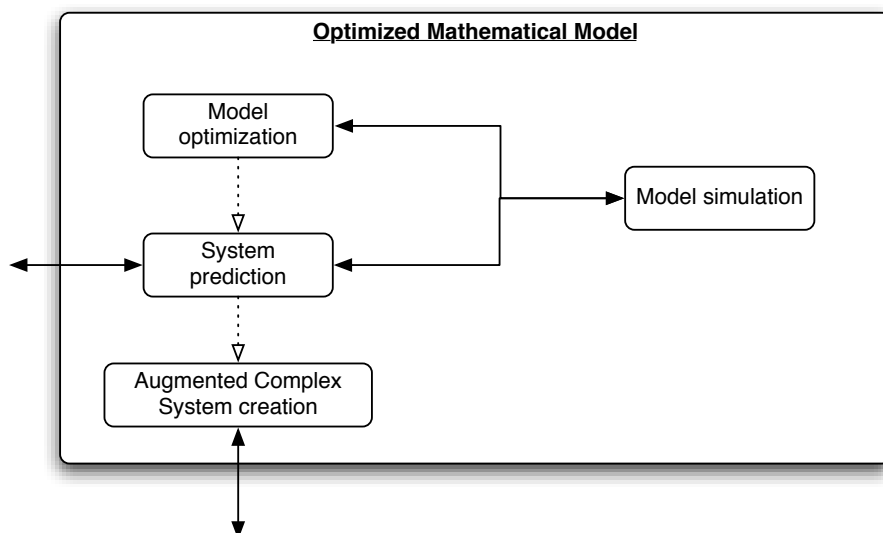 Optimized Mathematical Model
Model
optimization
Model simulation
System
prediction
Augmented Complex
System creation